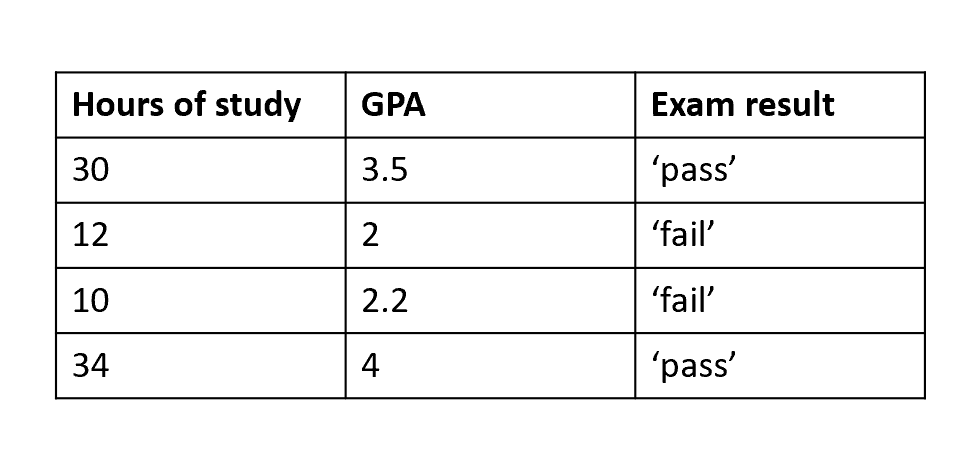 Hours of study GPA Exam result
30 3.5 ‘pass’
12 2 ‘fail’
10 2.2 ‘fail’
34 4 ‘pass’